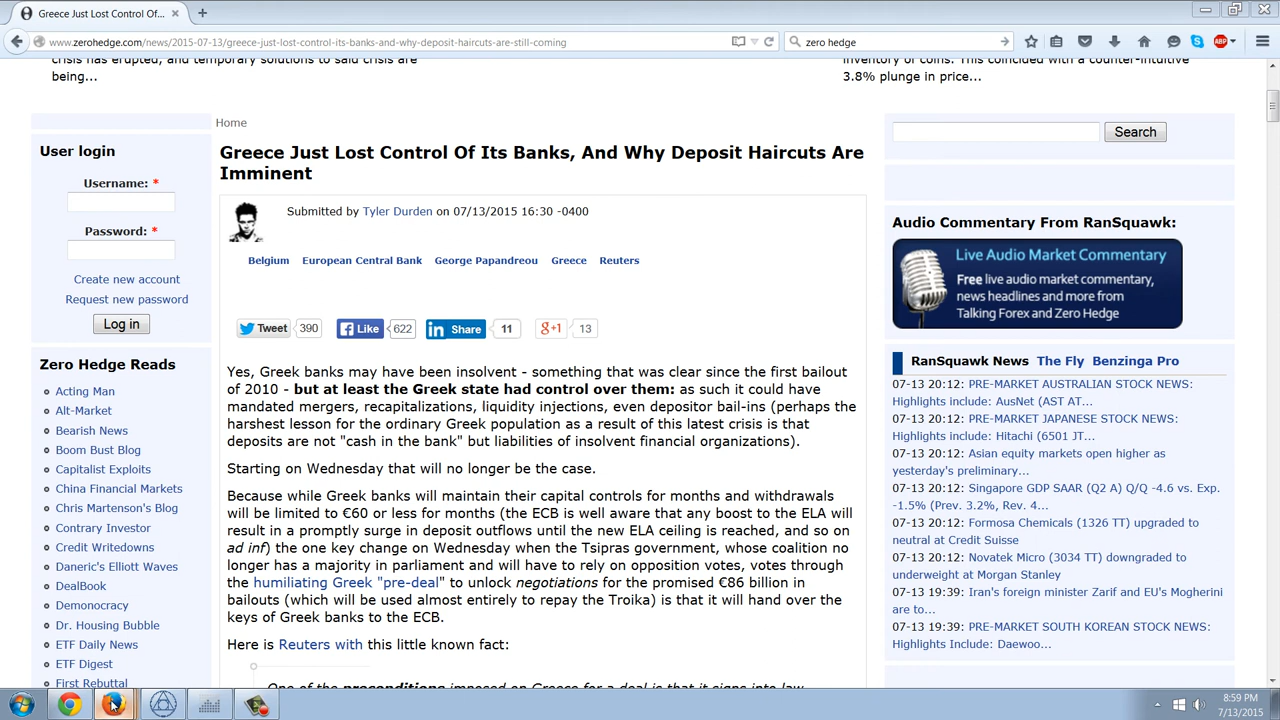 Greece Just Lost Control Of...
www.zerohedge.com/news/2015-07-13/greece-just-lost-control-its-banks-and-why-deposit-haircuts-are-still-coming
zero hedge
ABP
crisis has erupted, and temporary solutions to said crisis are
being...
inventory of coins. This coincided with a counter-intuitive
3.8% plunge in price...
Home
User login
Username: *
Password: *
Create new account
Request new password
Log in
Zero Hedge Reads
Acting Man
Alt-Market
Bearish News
Boom Bust Blog
Capitalist Exploits
China Financial Markets
Chris Martenson's Blog
Contrary Investor
Credit Writedowns
Daneric's Elliott Waves
DealBook
Democracy
Dr. Housing Bubble
ETF Daily News
ETF Digest
First Rebuttal
Greece Just Lost Control Of Its Banks, And Why Deposit Haircuts Are
Imminent
Submitted by Tyler Durden on 07/13/2015 16:30 -0400
Belgium European Central Bank George Papandreou Greece Reuters
Tweet 390 Like 622 in Share 11 g+1 13
Yes, Greek banks may have been insolvent - something that was clear since the first bailout
of 2010 - but at least the Greek state had control over them: as such it could have
mandated mergers, recapitalizations, liquidity injections, even depositor bail-ins (perhaps the
harshest lesson for the ordinary Greek population as a result of this latest crisis is that
deposits are not "cash in the bank" but liabilities of insolvent financial organizations).
Starting on Wednesday that will no longer be the case.
Because while Greek banks will maintain their capital controls for months and withdrawals
will be limited to €60 or less for months (the ECB is well aware that any boost to the ELA will
result in a promptly surge in deposit outflows until the new ELA ceiling is reached, and so on
ad inf) the one key change on Wednesday when the Tsipras government, whose coalition no
longer has a majority in parliament and will have to rely on opposition votes, votes through
the humiliating Greek "pre-deal" to unlock negotiations for the promised €86 billion in
bailouts (which will be used almost entirely to repay the Troika) is that it will hand over the
keys of Greek banks to the ECB.
Here is Reuters with this little known fact:
One of the preconditions imposed on Greece for a deal is that it signs into law
Search
Audio Commentary From RanSquawk:
Live Audio Market Commentary
Free live audio market commentary,
news headlines and more from
Talking Forex and Zero Hedge
RanSquawk News The Fly Benzinga Pro
07-13 20:12: PRE-MARKET AUSTRALIAN STOCK NEWS:
Highlights include: AusNet (AST AT...
07-13 20:12: PRE-MARKET JAPANESE STOCK NEWS:
Highlights include: Hitachi (6501 JT...
07-13 20:12: Asian equity markets open higher as
yesterday's preliminary...
07-13 20:12: Singapore GDP SAAR (Q2 A) Q/Q -4.6 vs. Exp.
-1.5% (Prev. 3.2%, Rev. 4...
07-13 20:12: Formosa Chemicals (1326 TT) upgraded to
neutral at Credit Suisse
07-13 20:12: Novatek Micro (3034 TT) downgraded to
underweight at Morgan Stanley
07-13 19:39: Iran's foreign minister Zarif and EU's Mogherini
are to...
07-13 19:39: PRE-MARKET SOUTH KOREAN STOCK NEWS:
Highlights Include: Daewoo...
8:59 PM
7/13/2015